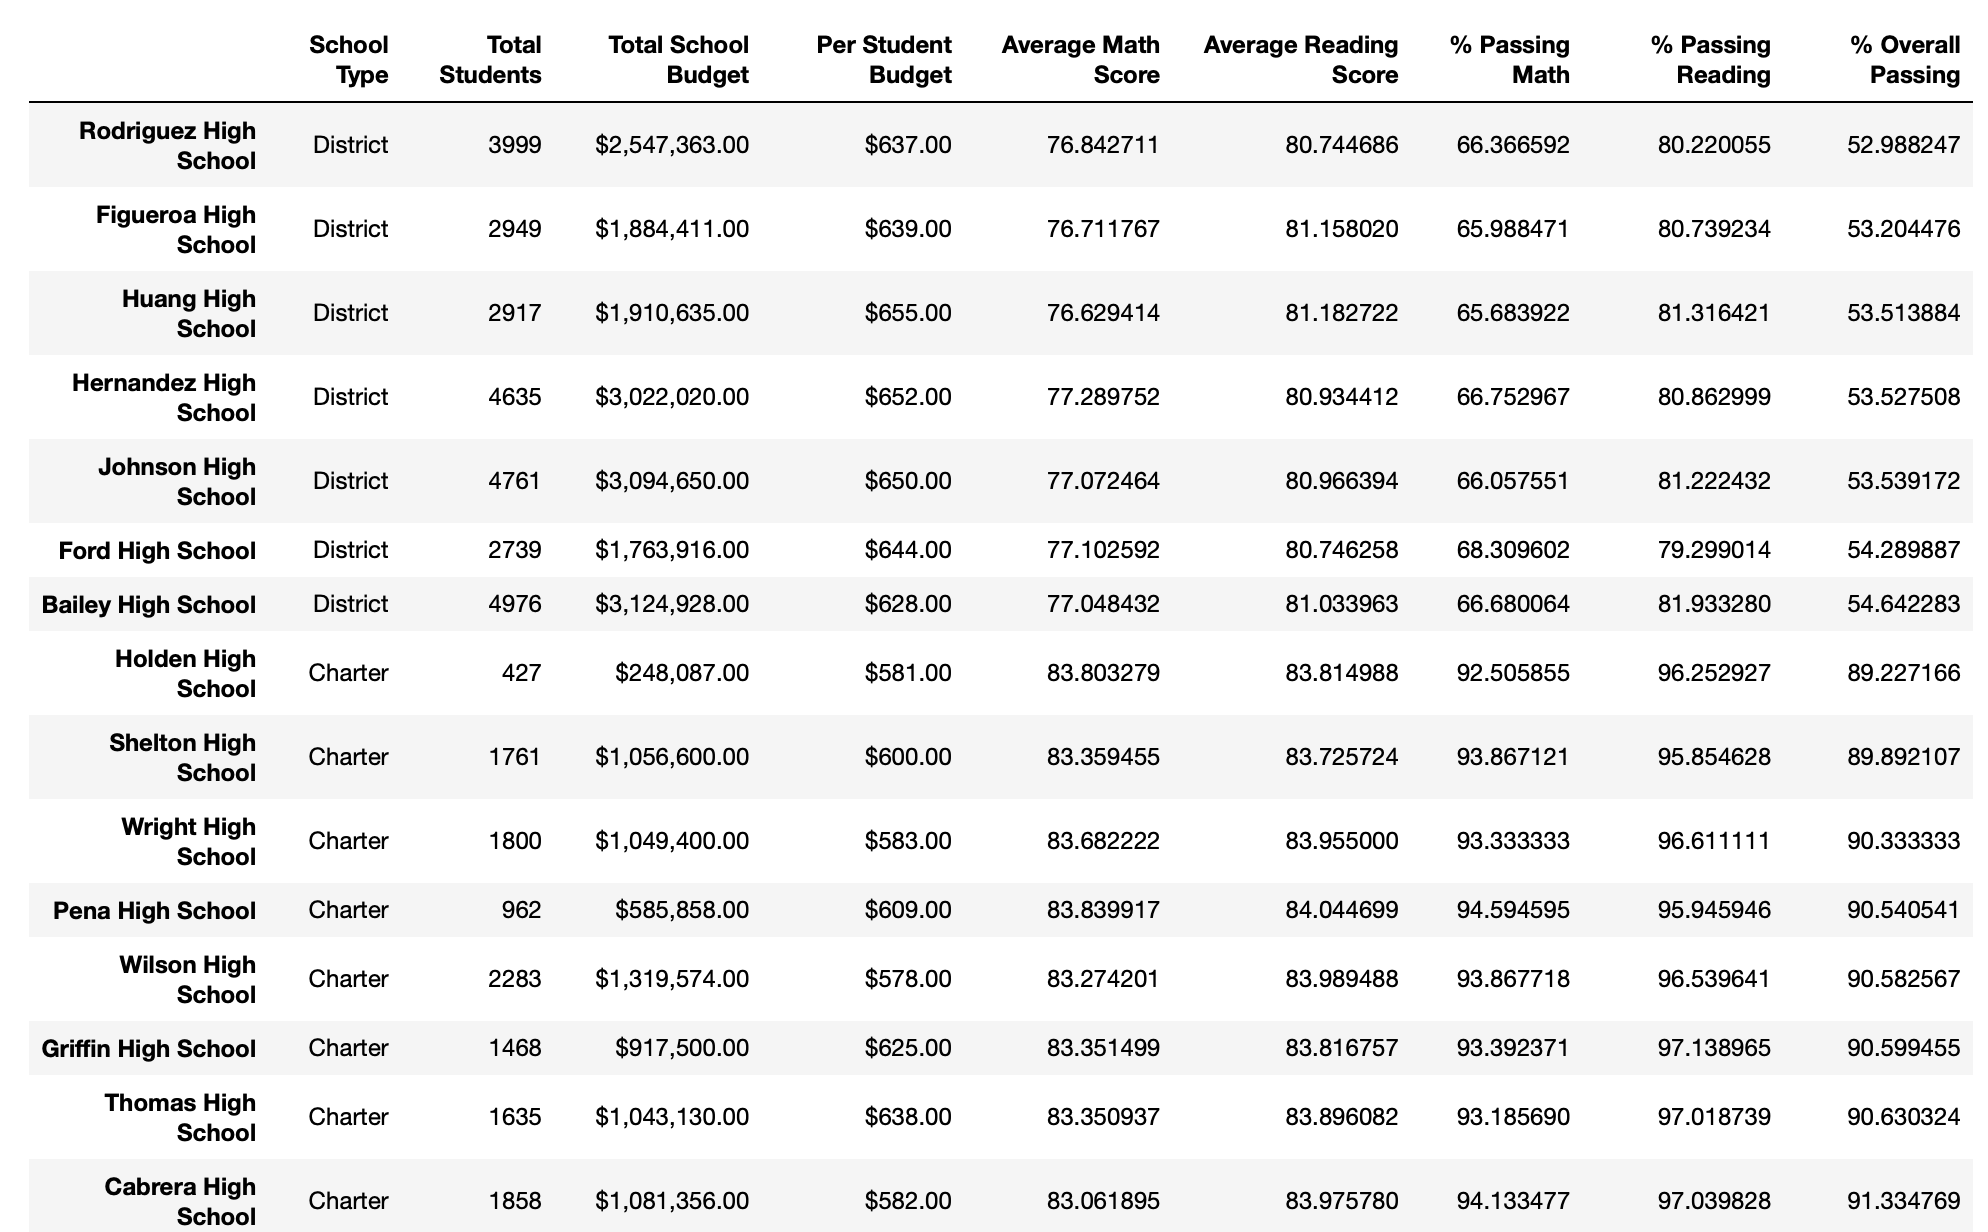 School Type Total Students Total School Budget Per Student Budget Average Math Score Average Reading Score % Passing Math % Passing Reading % Overall Passing
Rodriguez High School District 3999 $2,547,363.00 $637.00 76.842711 80.744686 66.366592 80.220055 52.988247
Figueroa High School District 2949 $1,884,411.00 $639.00 76.711767 81.158020 65.988471 80.739234 53.204476
Huang High School District 2917 $1,910,635.00 $655.00 76.629414 81.182722 65.683922 81.316421 53.513884
Hernandez High School District 4635 $3,022,020.00 $652.00 77.289752 80.934412 66.752967 80.862999 53.527508
Johnson High School District 4761 $3,094,650.00 $650.00 77.072464 80.966394 66.057551 81.222432 53.539172
Ford High School District 2739 $1,763,916.00 $644.00 77.102592 80.746258 68.309602 79.299014 54.289887
Bailey High School District 4976 $3,124,928.00 $628.00 77.048432 81.033963 66.680064 81.933280 54.642283
Holden High School Charter 427 $248,087.00 $581.00 83.803279 83.814988 92.505855 96.252927 89.227166
Shelton High School Charter 1761 $1,056,600.00 $600.00 83.359455 83.725724 93.867121 95.854628 89.892107
Wright High School Charter 1800 $1,049,400.00 $583.00 83.682222 83.955000 93.333333 96.611111 90.333333
Pena High School Charter 962 $585,858.00 $609.00 83.839917 84.044699 94.594595 95.945946 90.540541
Wilson High School Charter 2283 $1,319,574.00 $578.00 83.274201 83.989488 93.867718 96.539641 90.582567
Griffin High School Charter 1468 $917,500.00 $625.00 83.351499 83.816757 93.392371 97.138965 90.599455
Thomas High School Charter 1635 $1,043,130.00 $638.00 83.350937 83.896082 93.185690 97.018739 90.630324
Cabrera High School Charter 1858 $1,081,356.00 $582.00 83.061895 83.975780 94.133477 97.039828 91.334769